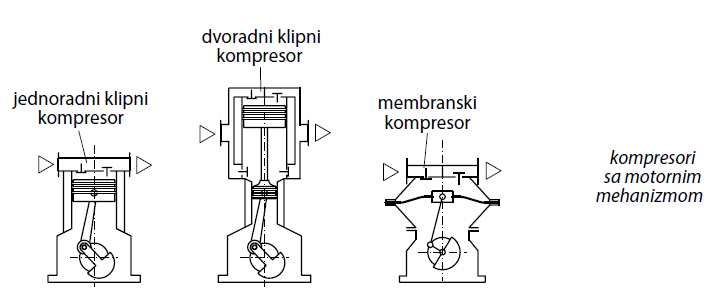 dvoradni klipni
kompresor
jednoradni klipni
kompresor
membranski
kompresor
kompresori
sa motornim
mehanizmom